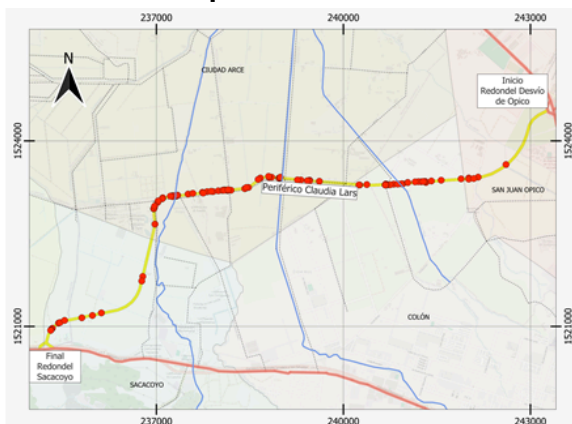 237000
240000
243000
N
CIUDAD ARCE
Inicio
Redondel Desvío
de Opico
1524000
1524000
Periférico Claudia Lars
SAN JUAN OPICO
1521000
1521000
COLÓN
Final
Redondel
Sacacoyo
SACACOYO
237000
240000
243000